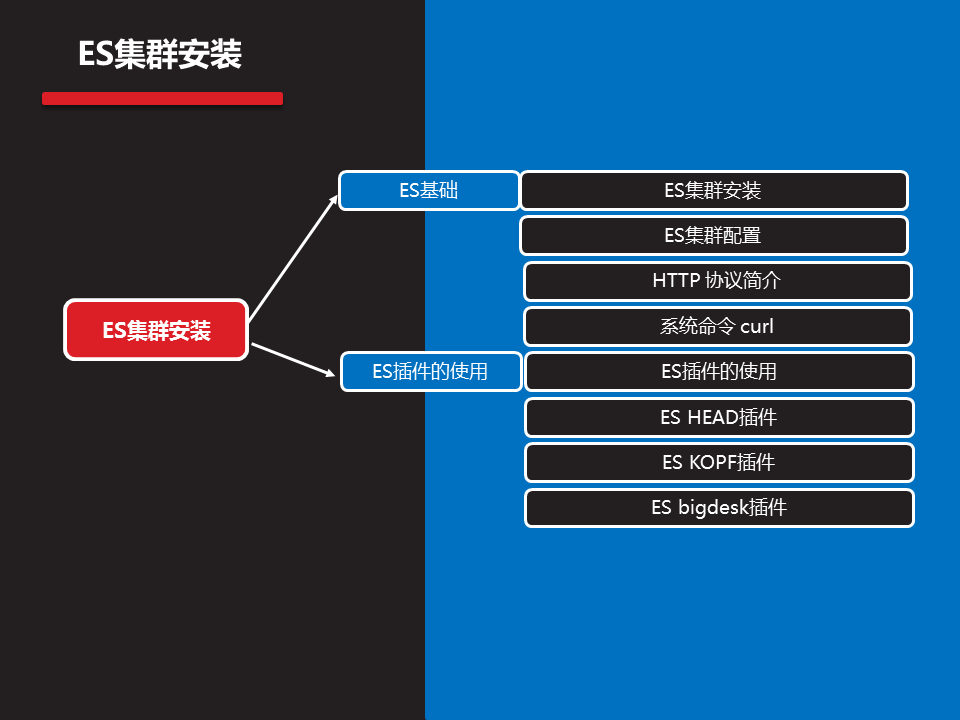 ES集群安装
ES基础
ES集群安装
ES集群配置
HTTP 协议简介
ES集群安装
系统命令 curl
ES插件的使用
ES插件的使用
ES HEAD插件
ES KOPF插件
ES bigdesk插件